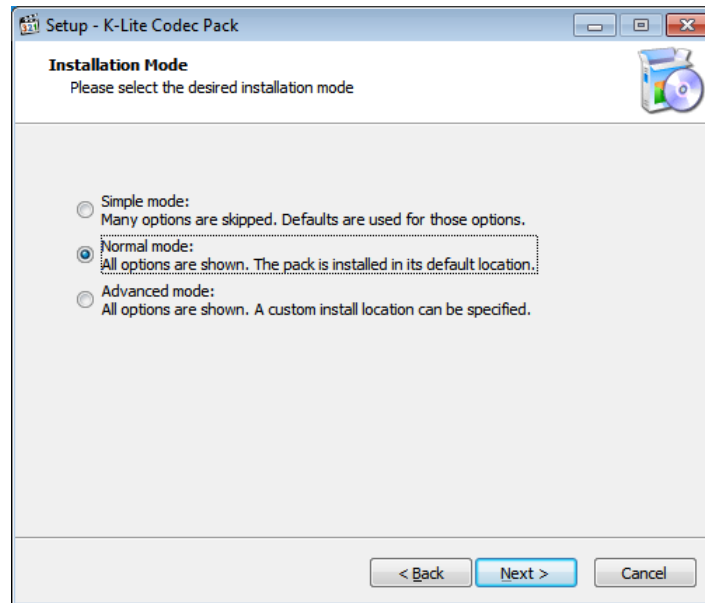 Setup - K-Lite Codec Pack
Installation Mode
Please select the desired installation mode
Simple mode:
Many options are skipped. Defaults are used for those options.
Normal mode:
All options are shown. The pack is installed in its default location.
Advanced mode:
All options are shown. A custom install location can be specified.
< Back Next > Cancel